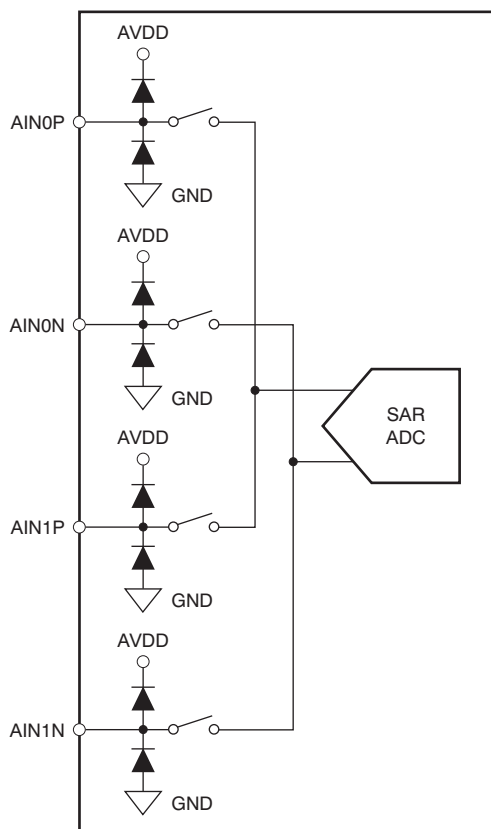 AVDD
AIN0P
GND
AVDD
AIN0N
GND
SAR
ADC
AVDD
AIN1P
GND
AVDD
AIN1N
GND